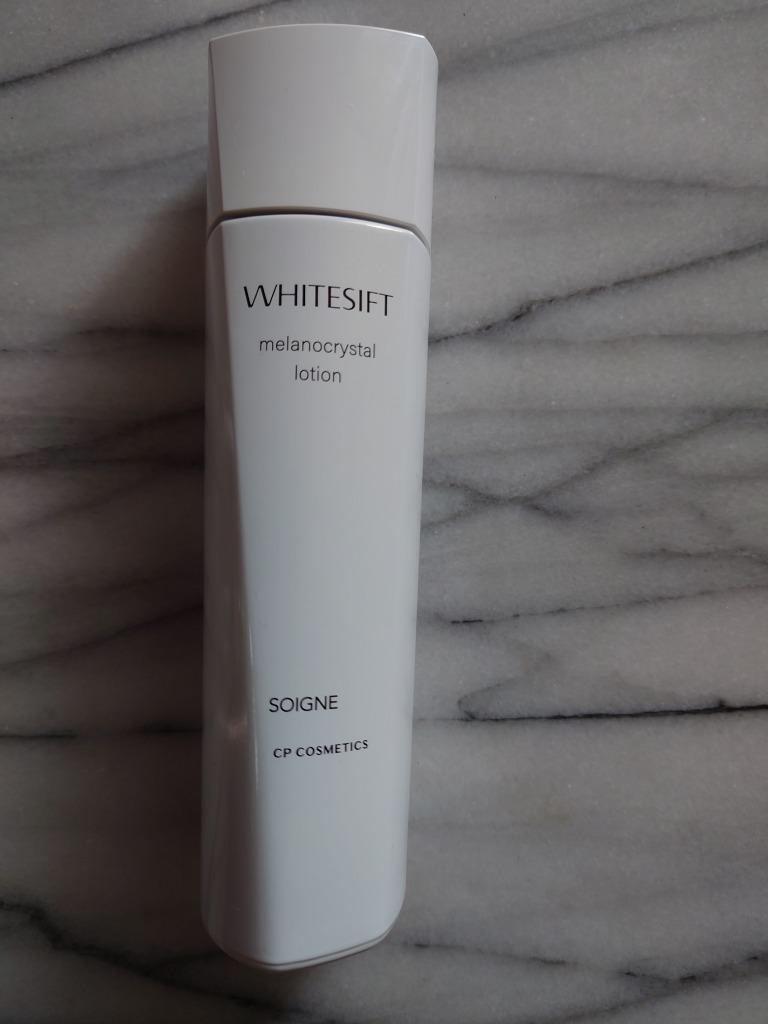 WHITESIFT
melanocrystal
lotion
SOIGNE
CP COSMETICS